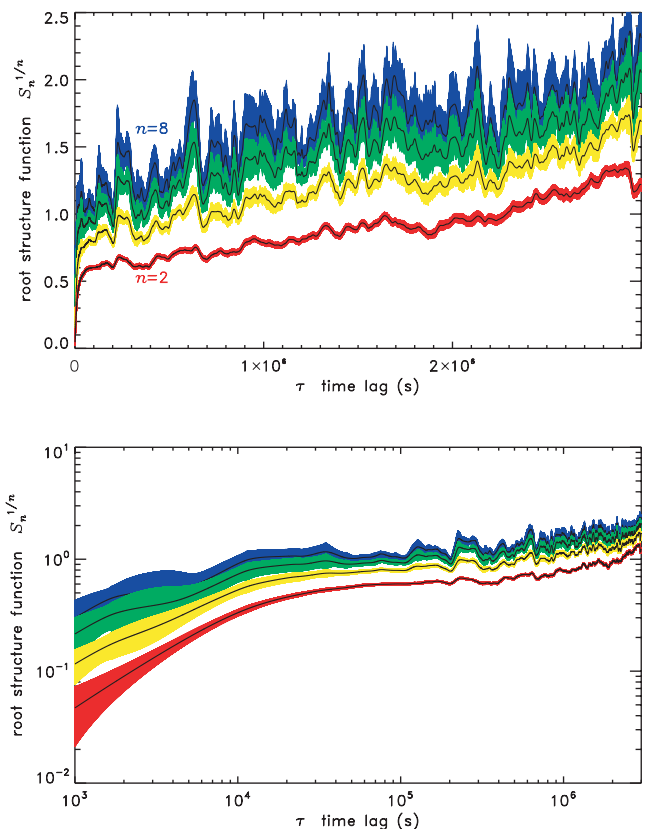 2.5
2.0
1.5
1.0
0.5
0.0
root structure function Sₙ^1/n
n=8
n=2
0
1×10⁶
2×10⁶
τ time lag (s)
10¹
10⁰
10⁻¹
10⁻²
root structure function Sₙ^1/n
10³
10⁴
10⁵
10⁶
τ time lag (s)